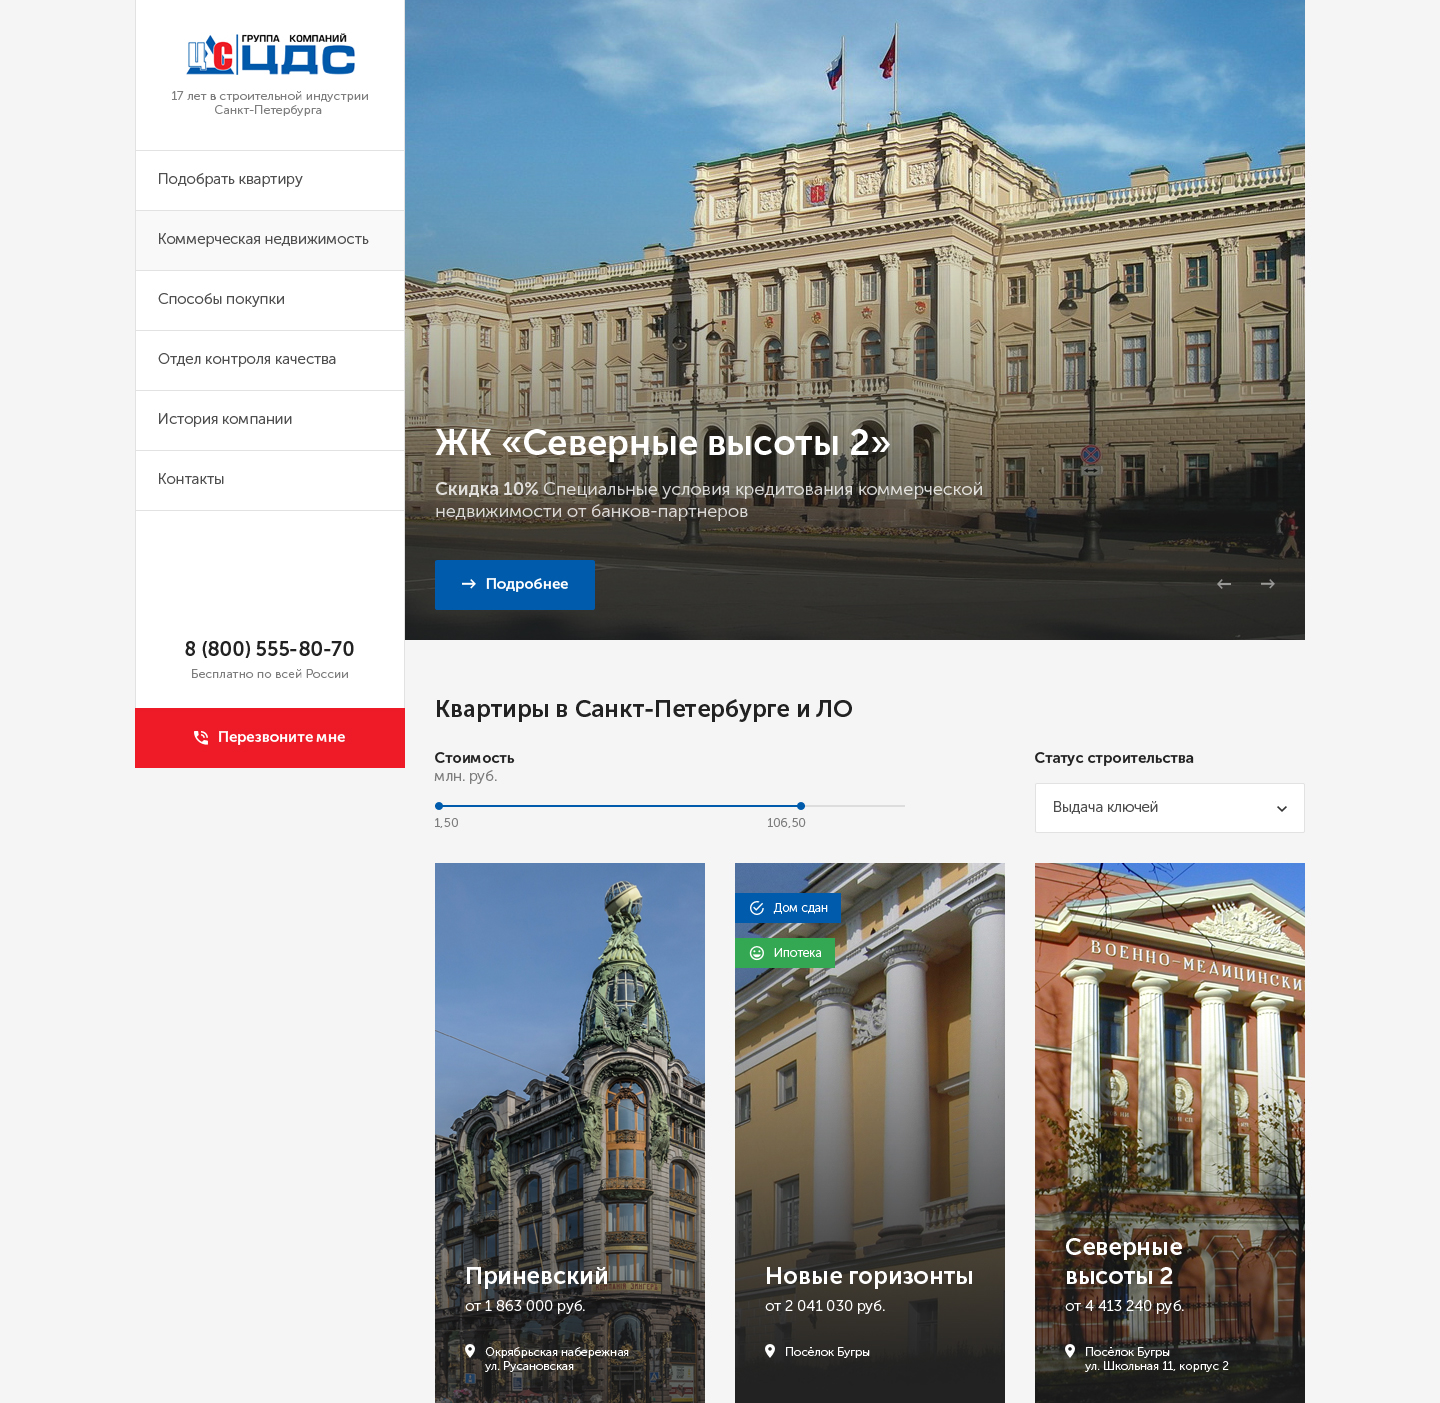 ГРУППА КОМПАНИЙ
ЦС ЦДС
17 лет в строительной индустрии
Санкт-Петербурга
Подобрать квартиру
Коммерческая недвижимость
Способы покупки
Отдел контроля качества
История компании
Контакты
8 (800) 555-80-70
Бесплатно по всей России
Перезвоните мне
ЖК «Северные высоты 2»
Скидка 10% Специальные условия кредитования коммерческой
недвижимости от банков-партнеров
Подробнее
Квартиры в Санкт-Петербурге и ЛО
Стоимость
млн. руб.
1,50
106,50
Статус строительства
Выдача ключей
Приневский
от 1 863 000 руб.
Окрябрьская набережная
ул. Русановская
Дом сдан
Ипотека
Новые горизонты
от 2 041 030 руб.
Посёлок Бугры
ВОЕННО-МЕДИЦИНСКИ
Северные
высоты 2
от 4 413 240 руб.
Посёлок Бугры
ул. Школьная 11, корпус 2